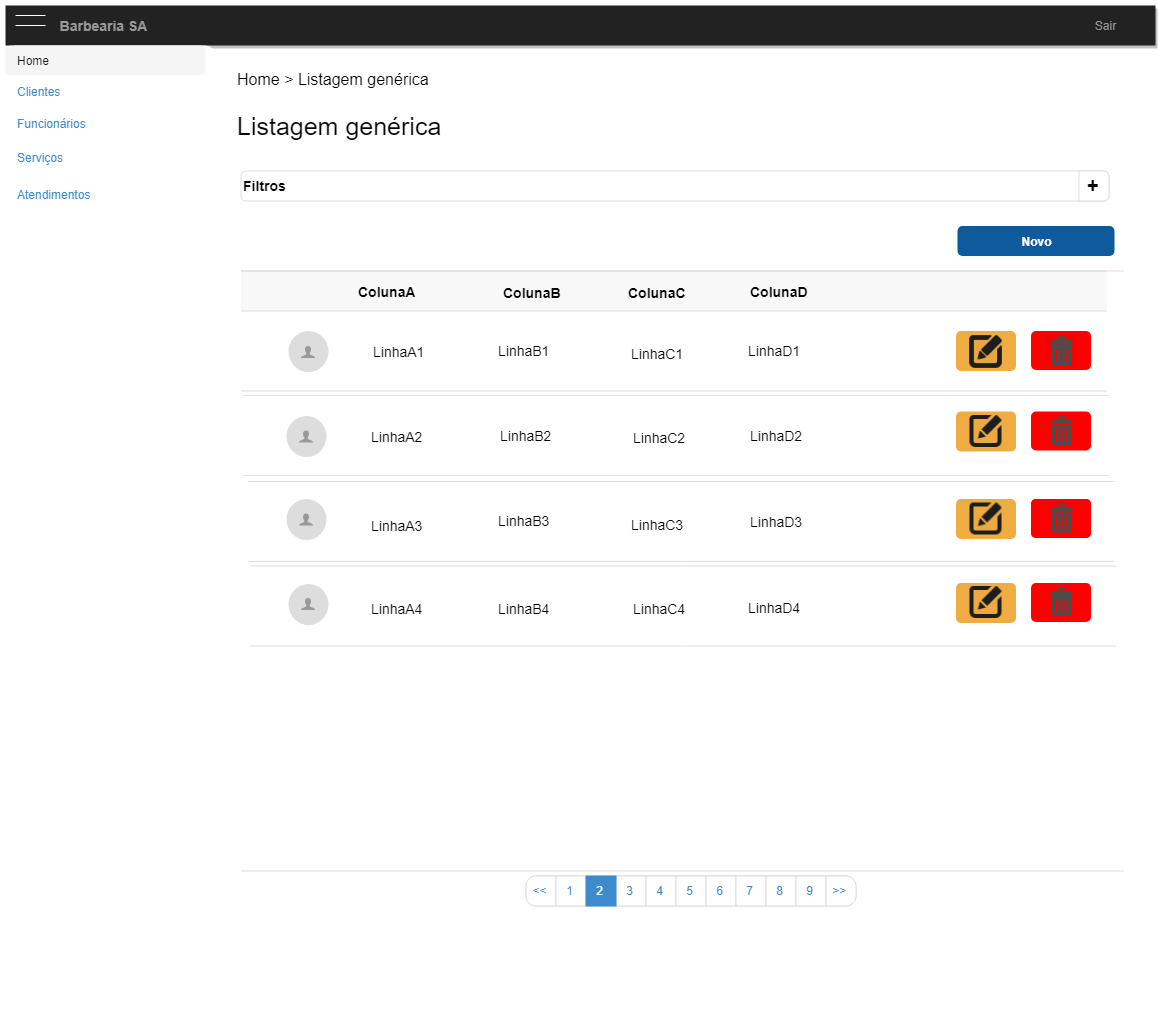 Barbearia SA
Sair
Home
Clientes
Funcionários
Serviços
Atendimentos
Home > Listagem genérica
Listagem genérica
Filtros +
Novo
ColunaA ColunaB ColunaC ColunaD
LinhaA1 LinhaB1 LinhaC1 LinhaD1
LinhaA2 LinhaB2 LinhaC2 LinhaD2
LinhaA3 LinhaB3 LinhaC3 LinhaD3
LinhaA4 LinhaB4 LinhaC4 LinhaD4
<< 1 2 3 4 5 6 7 8 9 >>